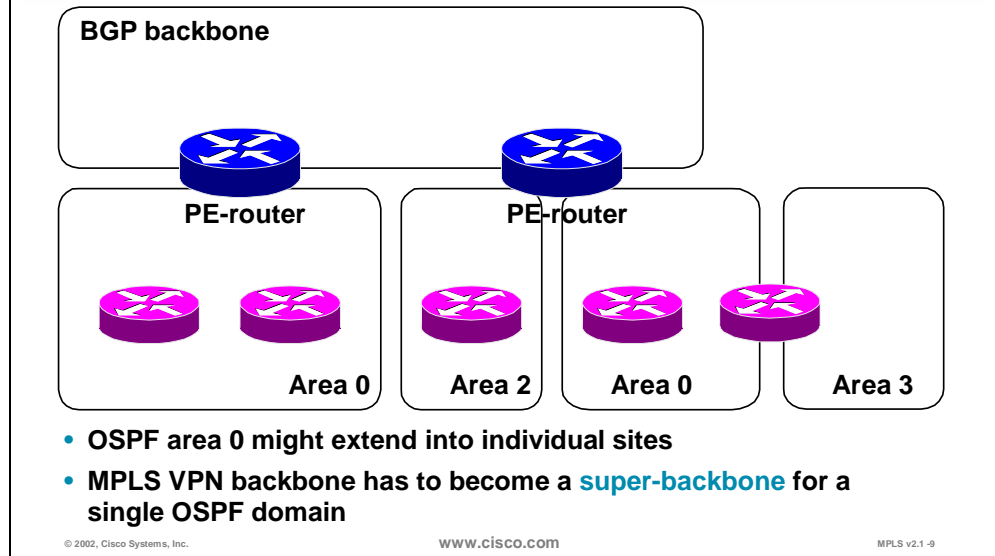 BGP backbone
PE-router
PE-router
Area 0
Area 2
Area 0
Area 3
• OSPF area 0 might extend into individual sites
• MPLS VPN backbone has to become a super-backbone for a
single OSPF domain
© 2002, Cisco Systems, Inc.
www.cisco.com
MPLS v2.1 -9